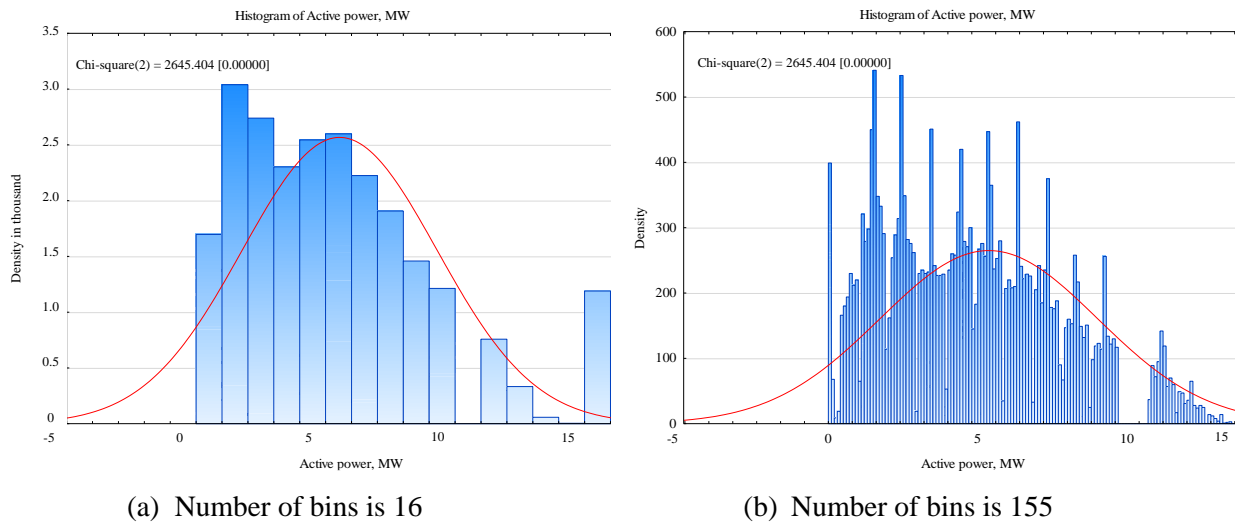 Histogram of Active power, MW
Chi-square(2) = 2645.404 [0.00000]
Density in thousand
3.5
3.0
2.5
2.0
1.5
1.0
0.5
0
-5 0 5 10 15
Active power, MW
(a) Number of bins is 16
Histogram of Active power, MW
Chi-square(2) = 2645.404 [0.00000]
Density
600
500
400
300
200
100
0
-5 0 5 10 15
Active power, MW
(b) Number of bins is 155